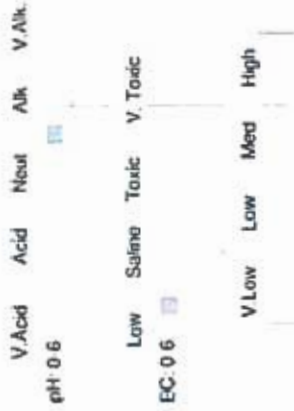 V.Acid Acid Neut Alk V.Alk.
pH: 0.6
Low Saline Toxic V. Toxic
EC: 0 6
V.Low Low Med High